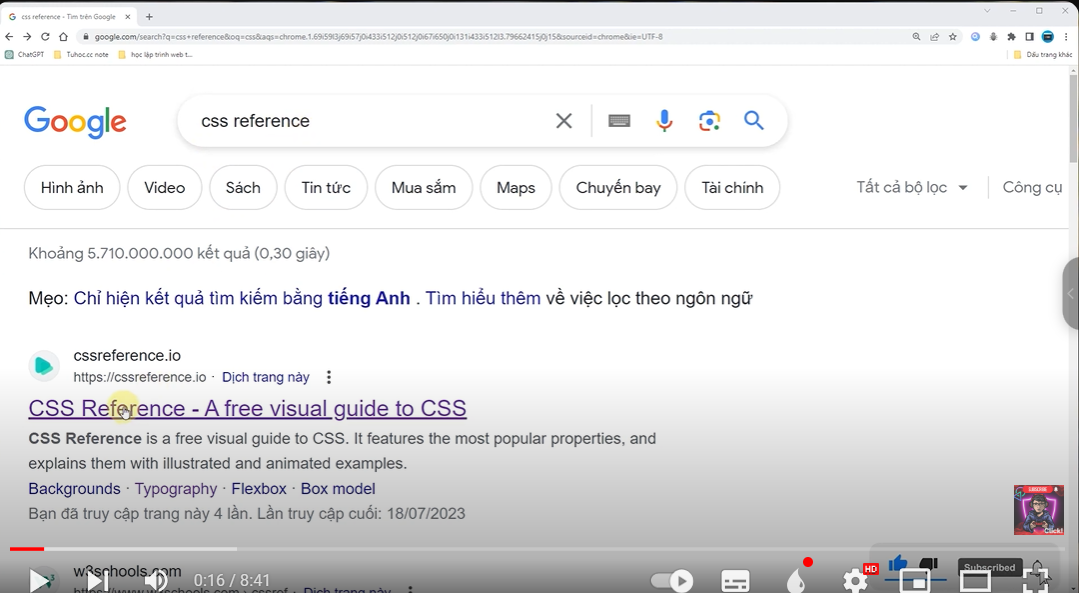 css reference - Tìm trên Google
google.com/search?q=css+reference&oq=css&aqs=chrome.1.69i59l3j69i57j0i433i512j0i512j0i67i650j0i131i433i512l3.79662415j0j15&sourceid=chrome&ie=UTF-8
ChatGPT Tuhoc.cc note học lập trình web t... Dấu trang khác
Google css reference
Hình ảnh Video Sách Tin tức Mua sắm Maps Chuyến bay Tài chính Tất cả bộ lọc Công cụ
Khoảng 5.710.000.000 kết quả (0,30 giây)
Mẹo: Chỉ hiện kết quả tìm kiếm bằng tiếng Anh . Tìm hiểu thêm về việc lọc theo ngôn ngữ
cssreference.io
https://cssreference.io · Dịch trang này
CSS Reference - A free visual guide to CSS
CSS Reference is a free visual guide to CSS. It features the most popular properties, and
explains them with illustrated and animated examples.
Backgrounds · Typography · Flexbox · Box model
Bạn đã truy cập trang này 4 lần. Lần truy cập cuối: 18/07/2023
SUBSCRIBE
Click!
w3schools.com
0:16 / 8:41
HD
Subscribed
https://www.w3schools.com › cssref · Dịch trang này